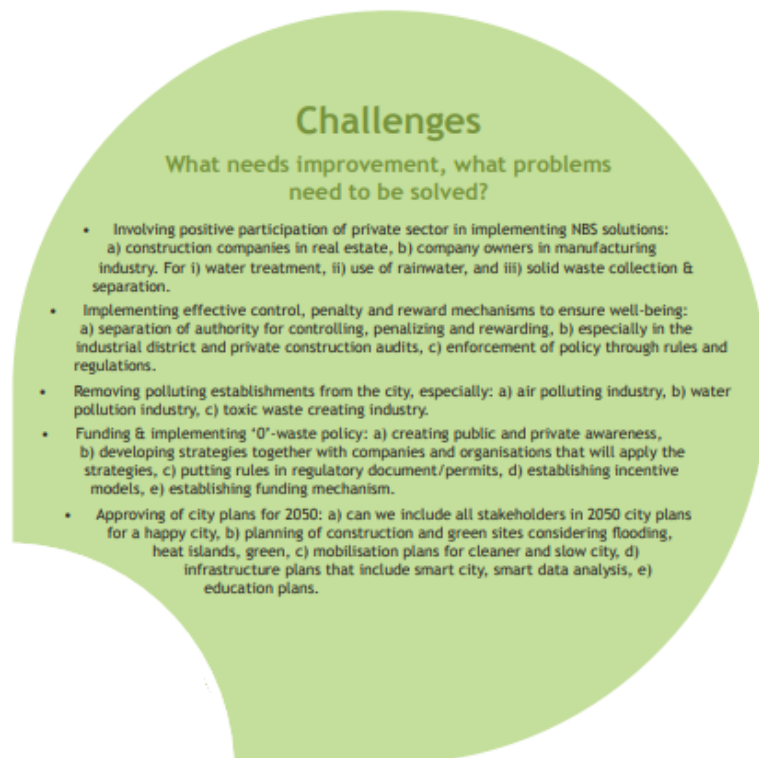 Challenges
What needs improvement, what problems
need to be solved?
• Involving positive participation of private sector in implementing NBS solutions:
a) construction companies in real estate, b) company owners in manufacturing
industry. For i) water treatment, ii) use of rainwater, and iii) solid waste collection &
separation.
• Implementing effective control, penalty and reward mechanisms to ensure well-being:
a) separation of authority for controlling, penalizing and rewarding, b) especially in the
industrial district and private construction audits, c) enforcement of policy through rules and
regulations.
• Removing polluting establishments from the city, especially: a) air polluting industry, b) water
pollution industry, c) toxic waste creating industry.
• Funding & implementing ‘0’-waste policy: a) creating public and private awareness,
b) developing strategies together with companies and organisations that will apply the
strategies, c) putting rules in regulatory document/permits, d) establishing incentive
models, e) establishing funding mechanism.
• Approving of city plans for 2050: a) can we include all stakeholders in 2050 city plans
for a happy city, b) planning of construction and green sites considering flooding,
heat islands, green, c) mobilisation plans for cleaner and slow city, d)
infrastructure plans that include smart city, smart data analysis, e)
education plans.